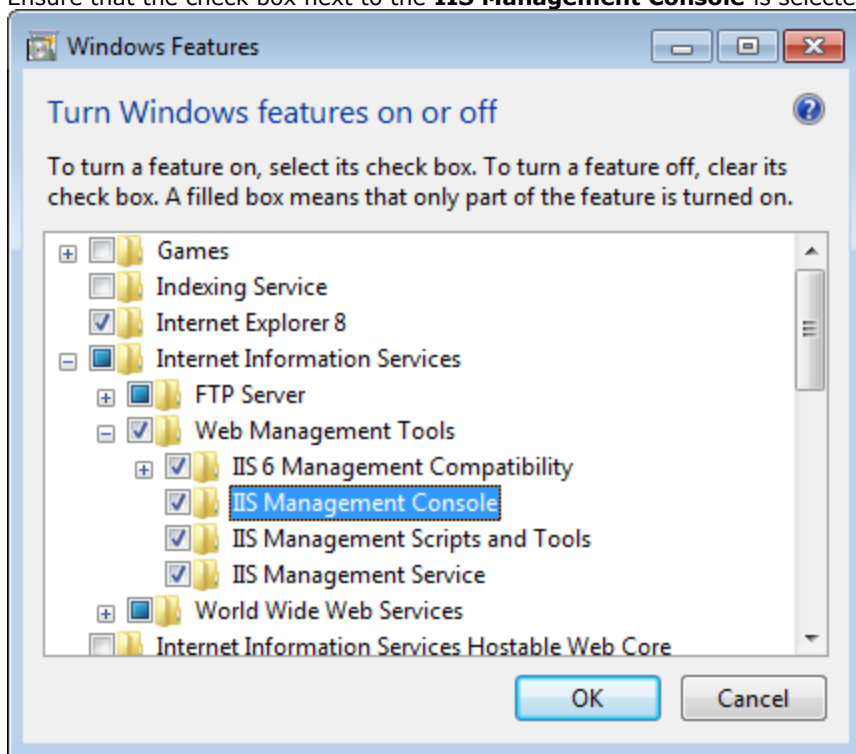 Ensure that the check box next to the IIS Management Console is selecte
Windows Features
Turn Windows features on or off
To turn a feature on, select its check box. To turn a feature off, clear its
check box. A filled box means that only part of the feature is turned on.
Games
Indexing Service
Internet Explorer 8
Internet Information Services
FTP Server
Web Management Tools
IIS 6 Management Compatibility
IIS Management Console
IIS Management Scripts and Tools
IIS Management Service
World Wide Web Services
Internet Information Services Hostable Web Core
OK Cancel